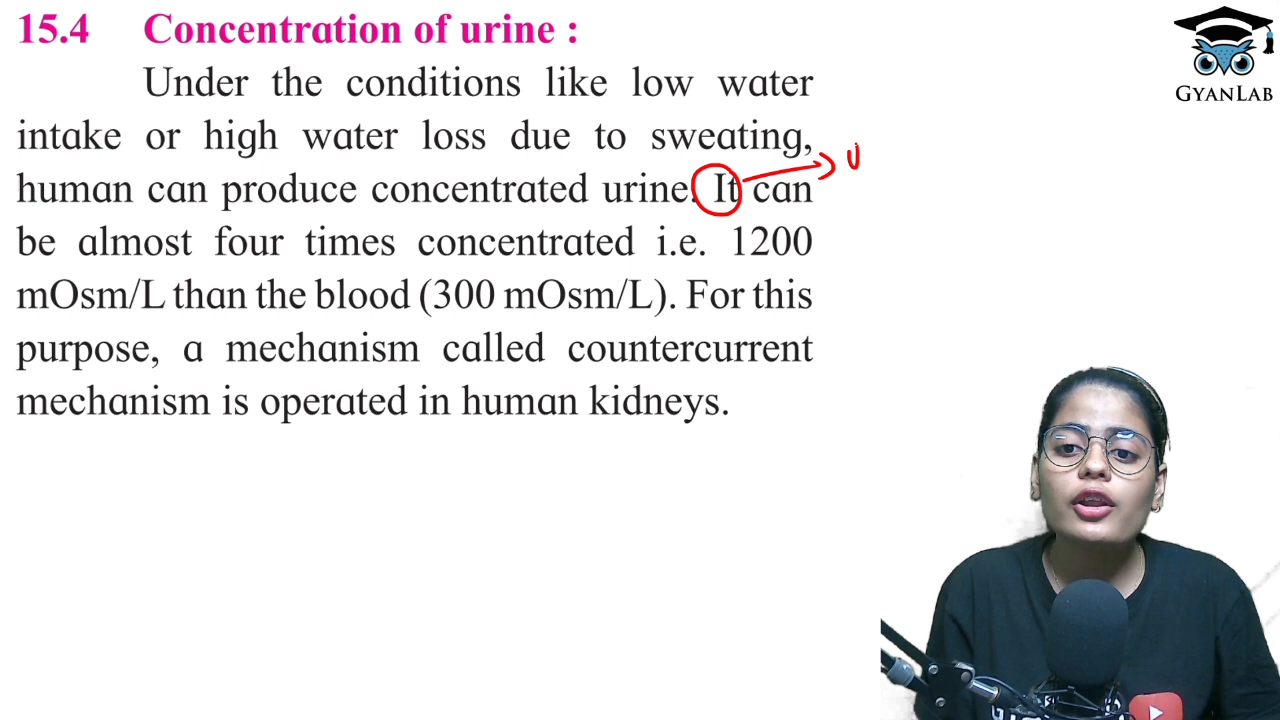 15.4 Concentration of urine :
Under the conditions like low water
intake or high water loss due to sweating,
human can produce concentrated urine. It can
be almost four times concentrated i.e. 1200
mOsm/L than the blood (300 mOsm/L). For this
purpose, a mechanism called countercurrent
mechanism is operated in human kidneys.
U
GYANLAB